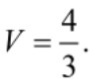 V = 4/3.